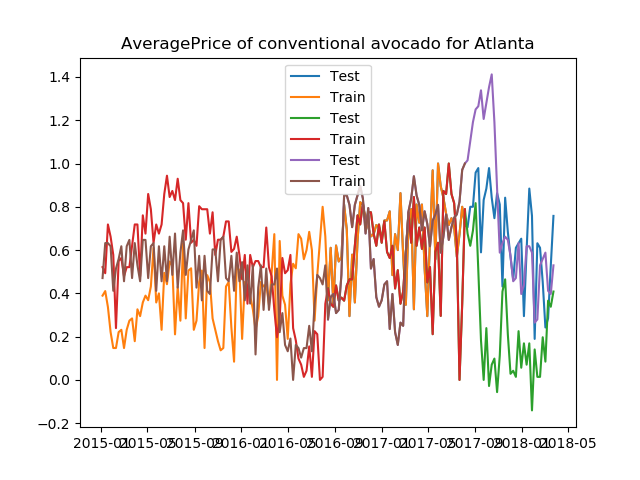 AveragePrice of conventional avocado for Atlanta
Test
Train
Test
Train
Test
Train
1.4
1.2
1.0
0.8
0.6
0.4
0.2
0.0
−0.2
2015-01 2015-05 2015-09 2016-01 2016-05 2016-09 2017-01 2017-05 2017-09 2018-01 2018-05